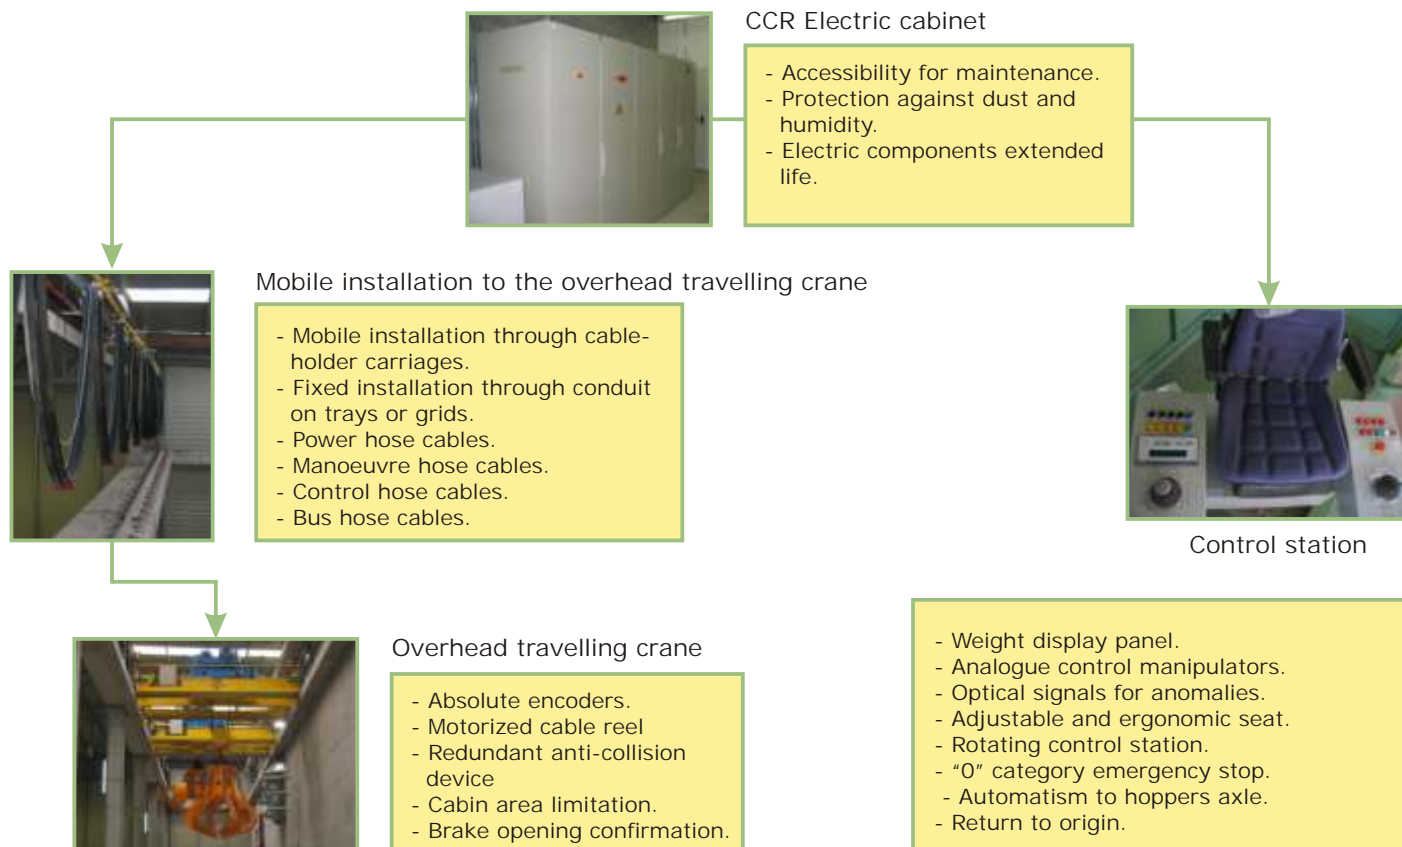 CCR Electric cabinet
- Accessibility for maintenance.
- Protection against dust and
humidity.
- Electric components extended
life.
Mobile installation to the overhead travelling crane
- Mobile installation through cable-
holder carriages.
- Fixed installation through conduit
on trays or grids.
- Power hose cables.
- Manoeuvre hose cables.
- Control hose cables.
- Bus hose cables.
Control station
Overhead travelling crane
- Absolute encoders.
- Motorized cable reel
- Redundant anti-collision
device
- Cabin area limitation.
- Brake opening confirmation.
- Weight display panel.
- Analogue control manipulators.
- Optical signals for anomalies.
- Adjustable and ergonomic seat.
- Rotating control station.
- “0” category emergency stop.
- Automatism to hoppers axle.
- Return to origin.